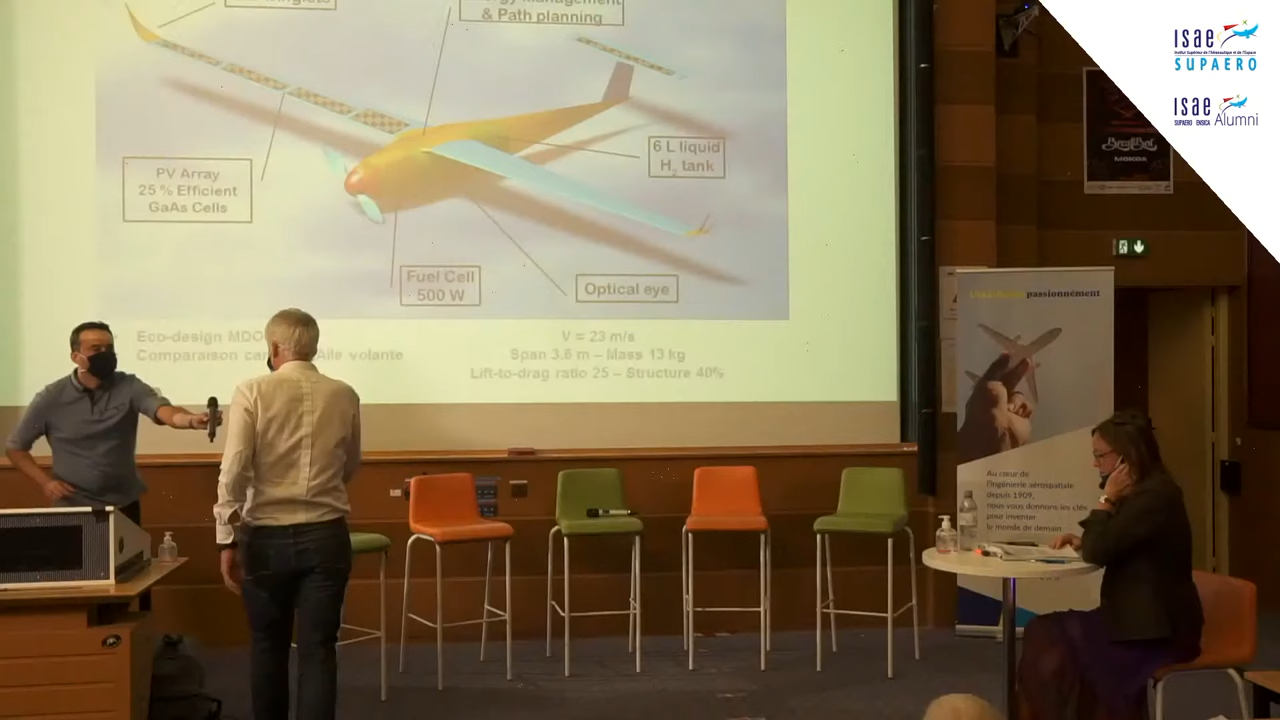 & Path planning
PV Array
25 % Efficient
GaAs Cells
6 L liquid
H2 tank
Fuel Cell
500 W
Optical eye
Eco-design MDO
Comparaison
Aile volante
V = 23 m/s
Span 3.6 m – Mass 13 kg
Lift-to-drag ratio 25 – Structure 40%
isae
SUPAERO
isae
SUPAERO ENSICA Alumni
passionnément
Au cœur de
l'ingénierie aérospatiale
depuis 1909,
nous vous donnons les clés
pour inventer
le monde de demain